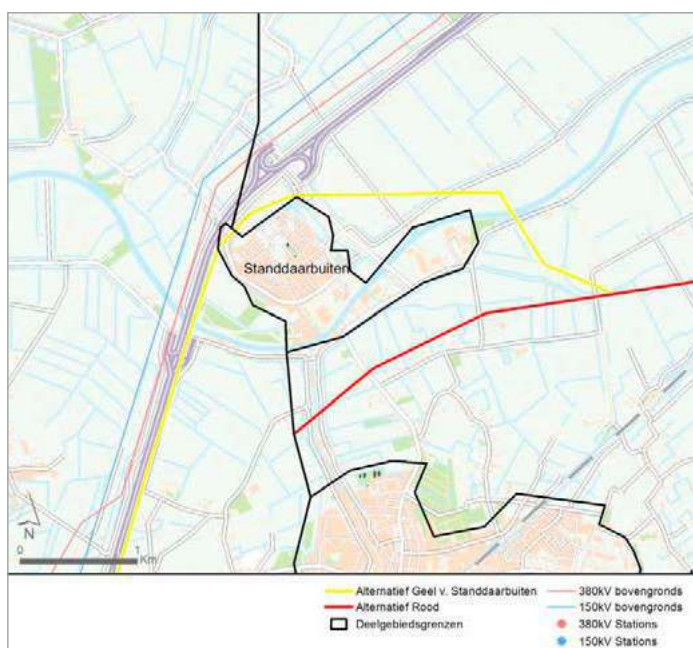 Standdaarbuiten
N
0 1
Km
Alternatief Geel v. Standdaarbuiten
Alternatief Rood
Deelgebiedsgrenzen
380kV bovengronds
150kV bovengronds
380kV Stations
150kV Stations